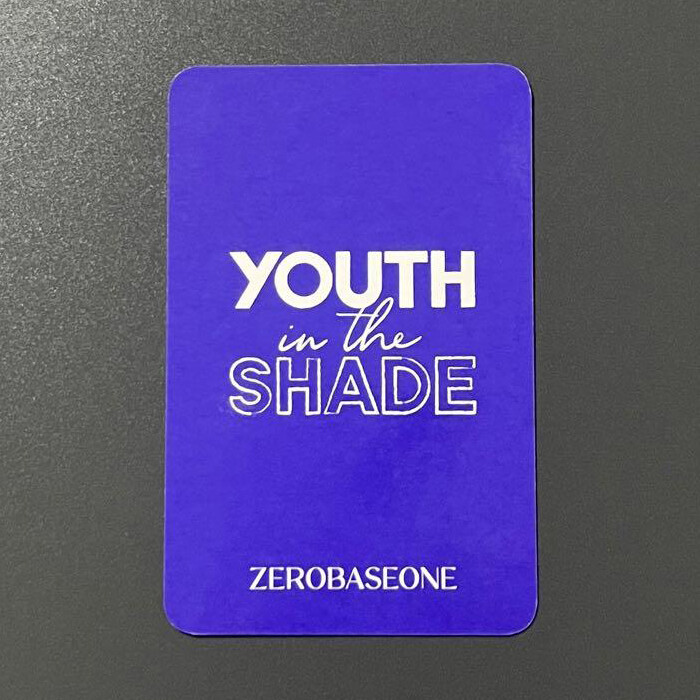 YOUTH
in the
SHADE
ZEROBASEONE